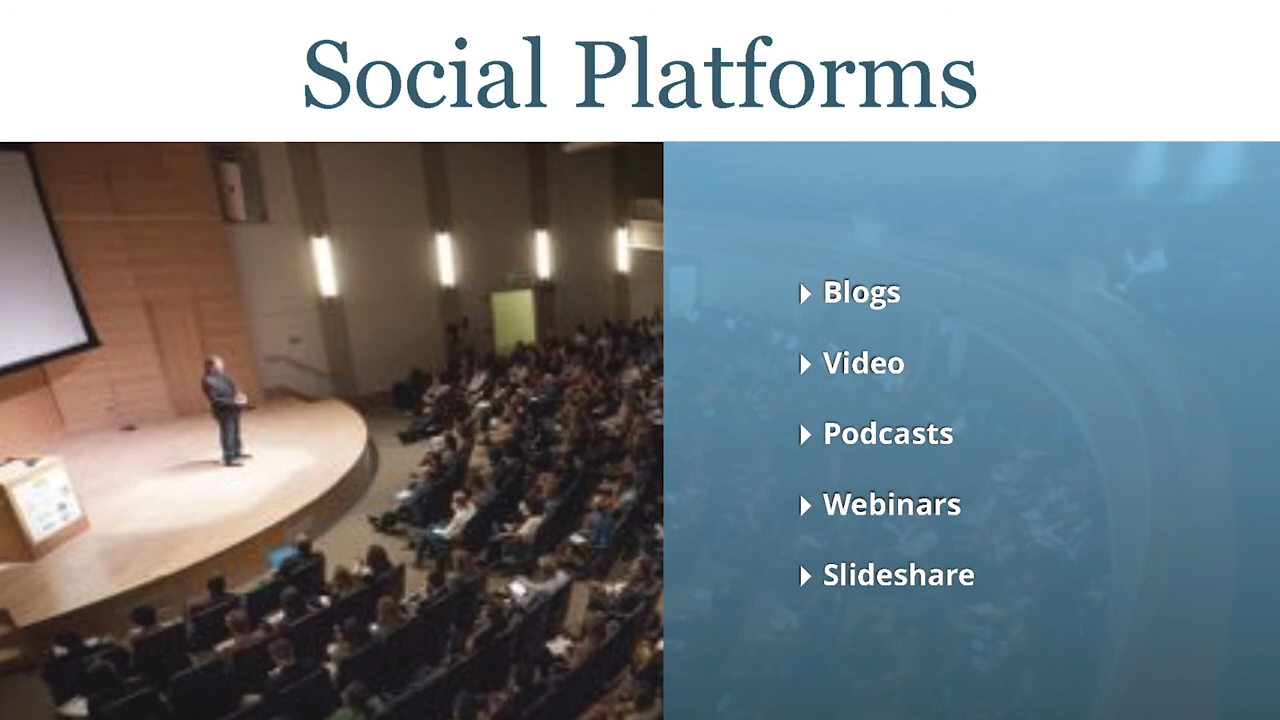 Social Platforms
Blogs
Video
Podcasts
Webinars
Slideshare